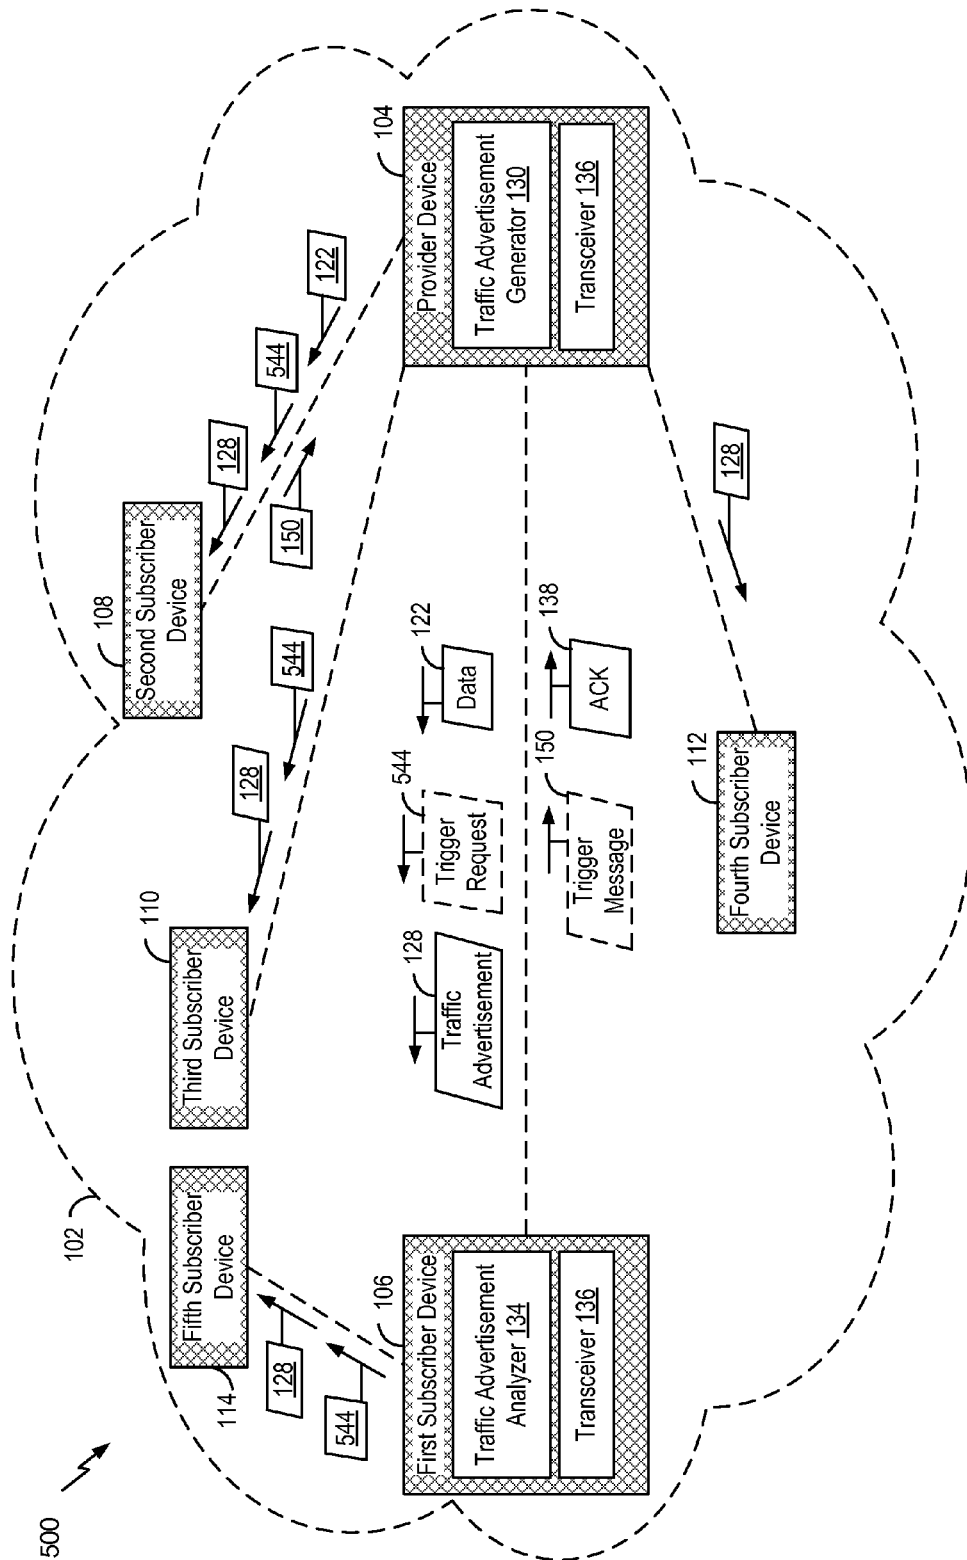 500
102
114
Fifth Subscriber
Device
128
544
106
First Subscriber Device
Traffic Advertisement
Analyzer 134
Transceiver 136
110
Third Subscriber
Device
128
544
108
Second Subscriber
Device
128
544
122
150
128
Traffic
Advertisement
544
Trigger
Request
122
Data
150
Trigger
Message
138
ACK
112
Fourth Subscriber
Device
128
104
Provider Device
Traffic Advertisement
Generator 130
Transceiver 136